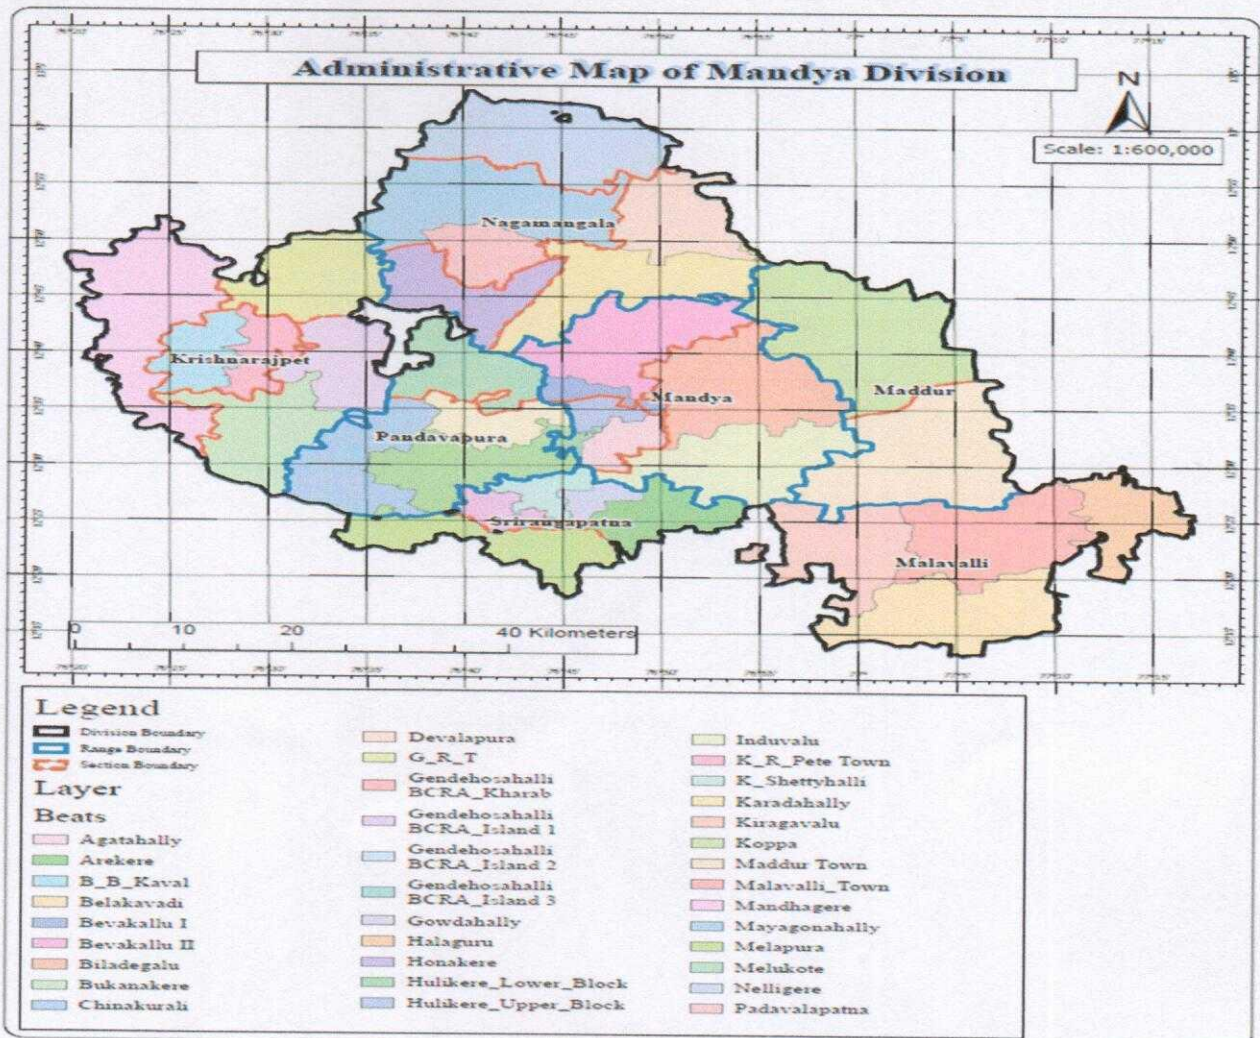 Administrative Map of Mandya Division
N
Scale: 1:600,000
Nagamangala
Krishnarajpet
Mandya
Maddur
Pandavapura
Srirangapatna
Malavalli
0 10 20 40 Kilometers
Legend
Division Boundary
Range Boundary
Section Boundary
Layer
Beats
Agatahally
Arekere
B_B_Kaval
Belakavadi
Bevakallu I
Bevakallu II
Biladegalu
Bukanakere
Chinakurali
Devalapura
G_R_T
Gendehosahalli
BCRA_Kharab
Gendehosahalli
BCRA_Island 1
Gendehosahalli
BCRA_Island 2
Gendehosahalli
BCRA_Island 3
Gowdahally
Halaguru
Honakere
Hulikere_Lower_Block
Hulikere_Upper_Block
Induvalu
K_R_Pete Town
K_Shettyhalli
Karadahally
Kiragavalu
Koppa
Maddur Town
Malavalli_Town
Mandhagere
Mayagonahally
Melapura
Melukote
Nelligere
Padavalapatna